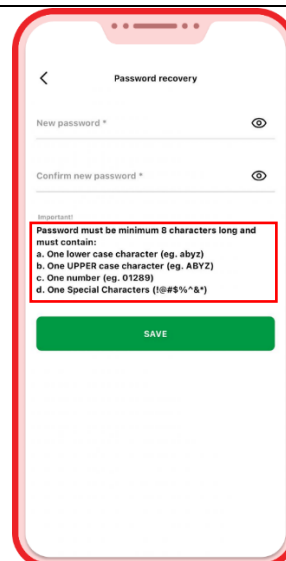 Password recovery
New password *
Confirm new password *
Important!
Password must be minimum 8 characters long and
must contain:
a. One lower case character (eg. abyz)
b. One UPPER case character (eg. ABYZ)
c. One number (eg. 01289)
d. One Special Characters (!@#$%^&*)
SAVE